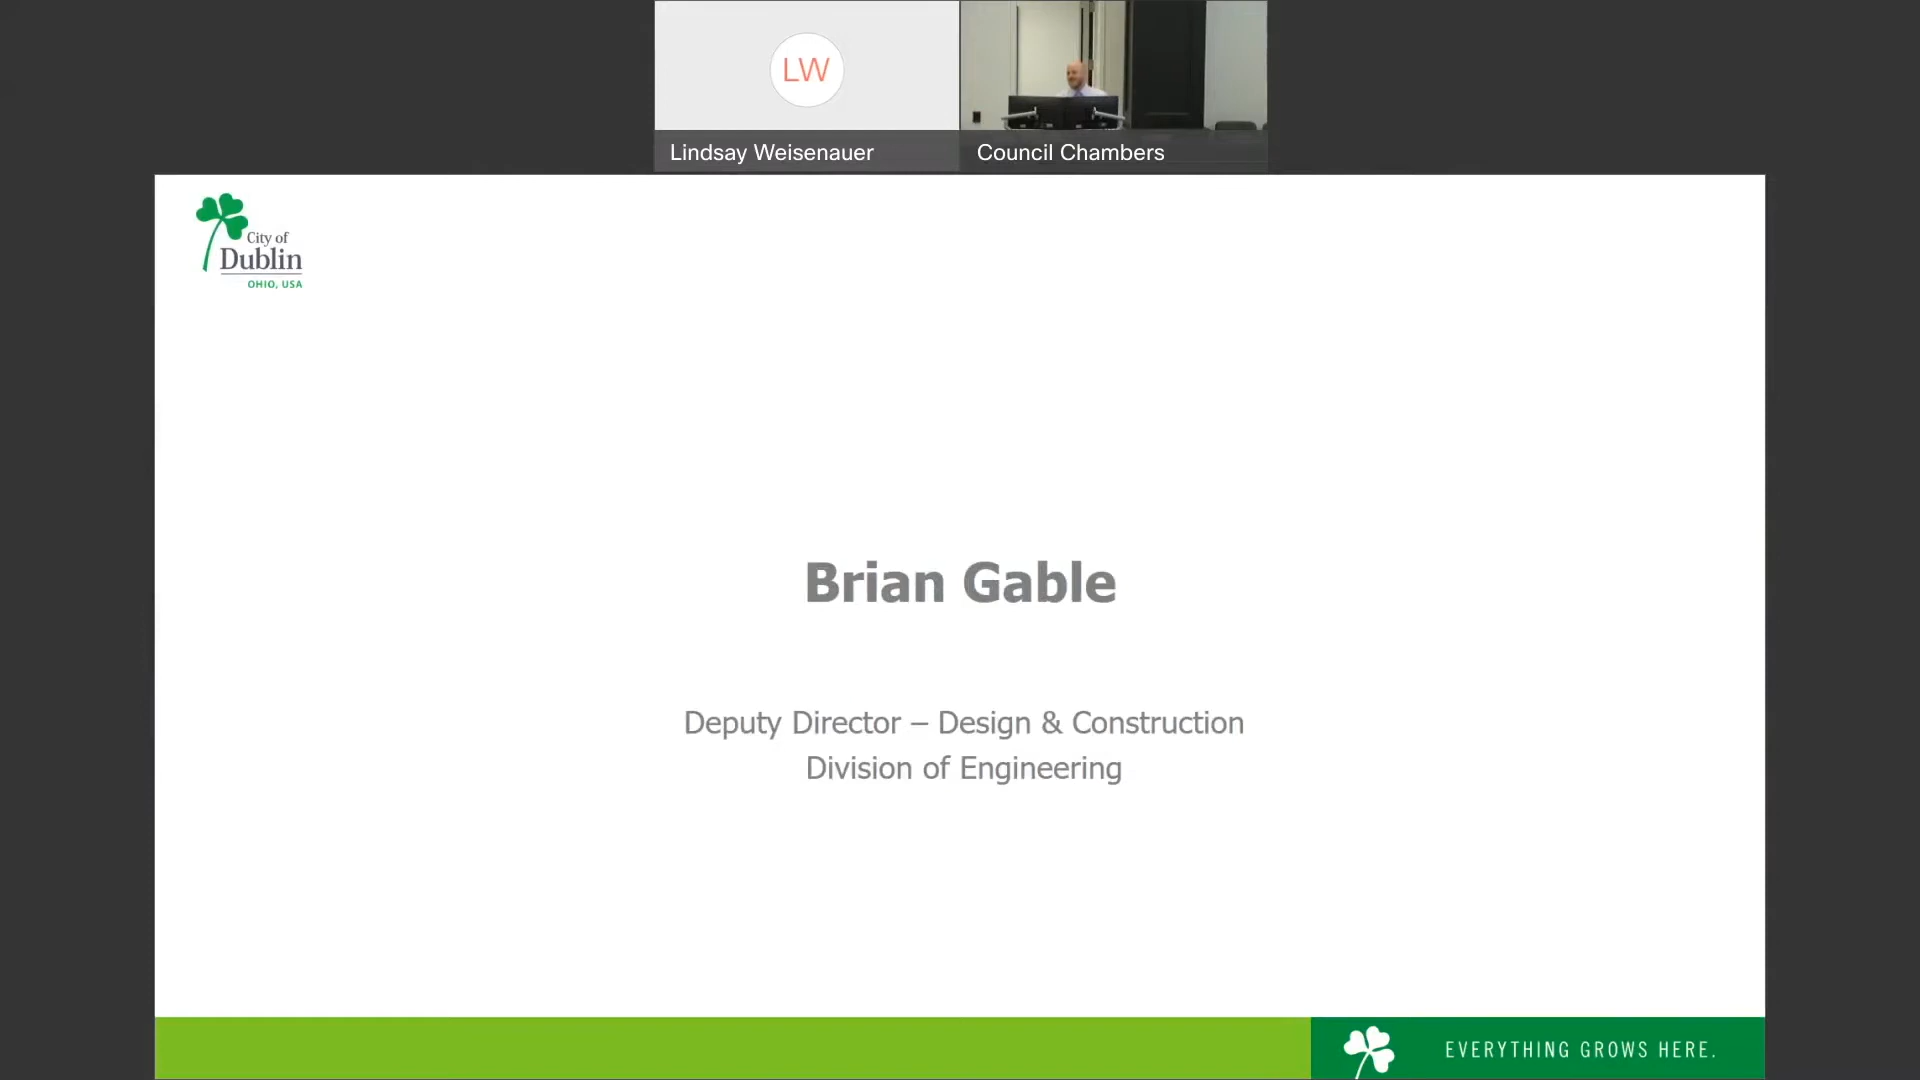 LW
Lindsay Weisenauer
Council Chambers
City of
Dublin
OHIO, USA
Brian Gable
Deputy Director – Design & Construction
Division of Engineering
EVERYTHING GROWS HERE.